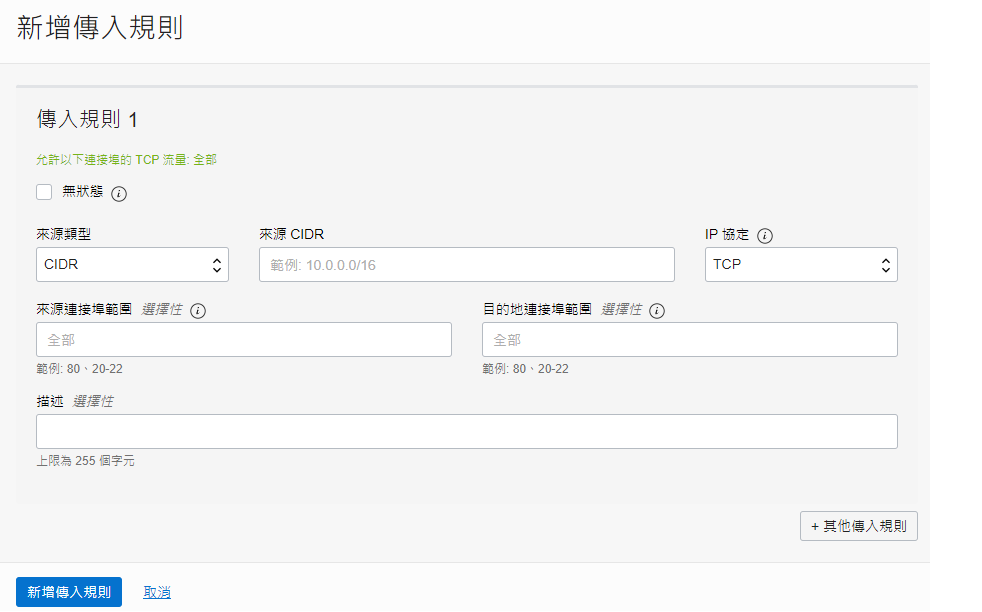 新增傳入規則
傳入規則 1
允許以下連接埠的 TCP 流量: 全部
無狀態
來源類型
來源 CIDR
IP 協定
CIDR
範例: 10.0.0.0/16
TCP
來源連接埠範圍 選擇性
目的地連接埠範圍 選擇性
全部
全部
範例: 80、20-22
範例: 80、20-22
描述 選擇性
上限為 255 個字元
+ 其他傳入規則
新增傳入規則
取消